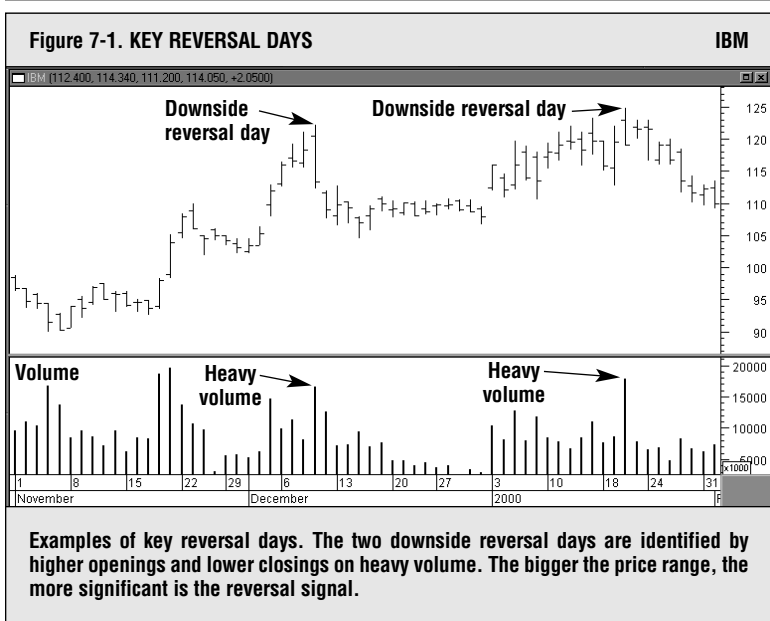 Figure 7-1. KEY REVERSAL DAYS IBM
IBM (112.400, 114.340, 111.200, 114.050, +2.0500)
Downside reversal day
Downside
reversal day
125
120
115
110
105
100
95
90
Volume
Heavy
volume
Heavy
volume
20000
15000
10000
5000
x1000
1 8 15 22 29 6 13 20 27 3 10 18 24 31
November December 2000 F
Examples of key reversal days. The two downside reversal days are identified by
higher openings and lower closings on heavy volume. The bigger the price range, the
more significant is the reversal signal.